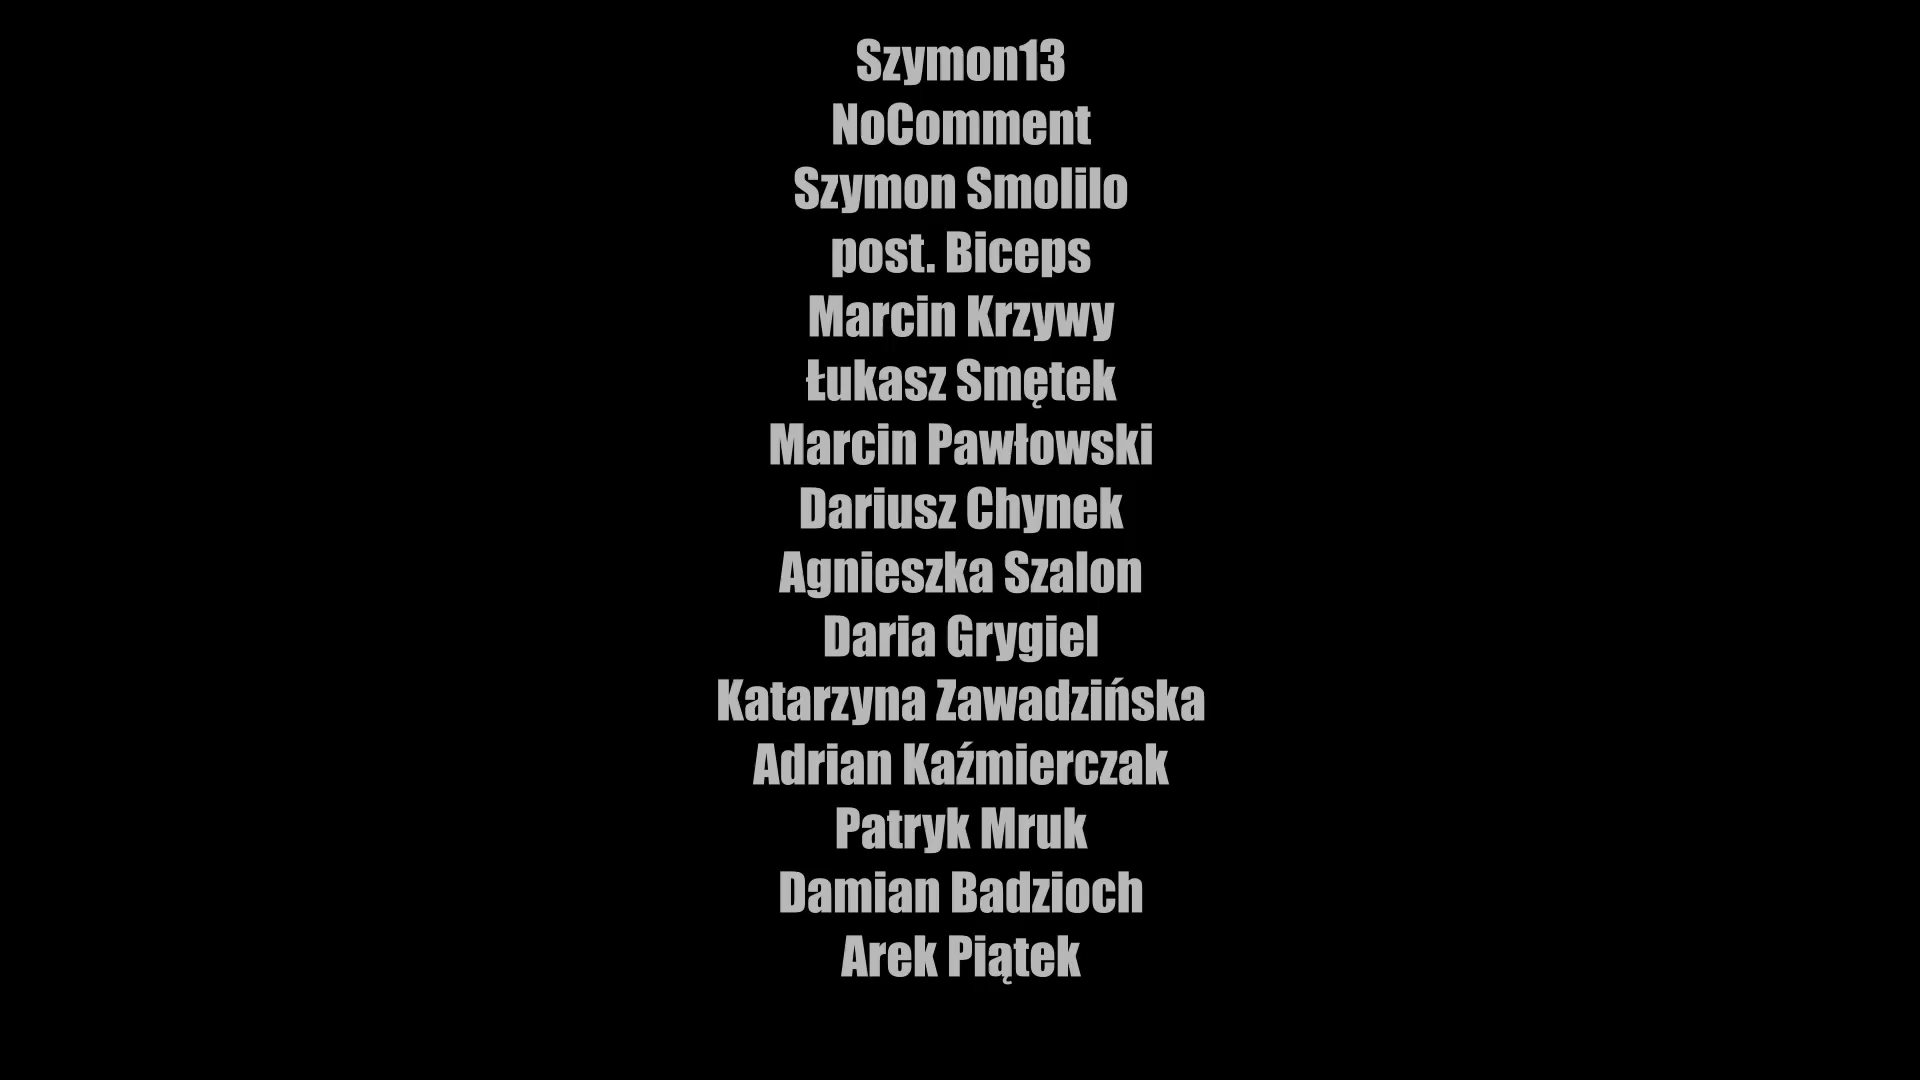 Szymon13
NoComment
Szymon Smolilo
post. Biceps
Marcin Krzywy
Łukasz Smętek
Marcin Pawłowski
Dariusz Chynek
Agnieszka Szalon
Daria Grygiel
Katarzyna Zawadzińska
Adrian Kaźmierczak
Patryk Mruk
Damian Badzioch
Arek Piątek